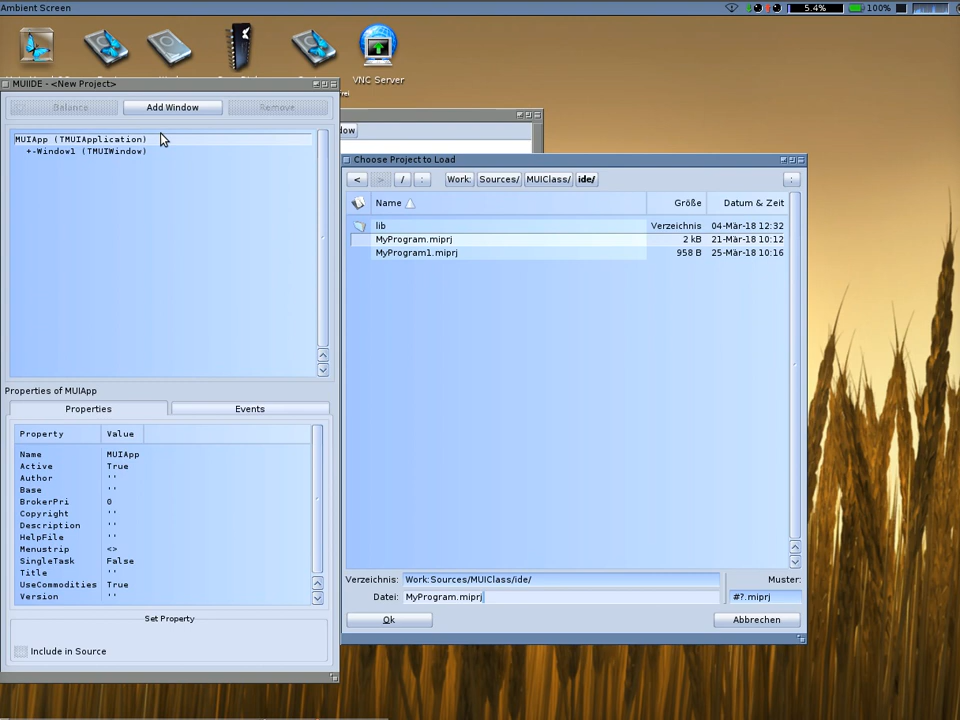 Ambient Screen
5.4%
100%
VNC Server
MUIIDE - <New Project>
Balance
Add Window
Remove
MUIApp (TMUIApplication)
+-Window1 (TMUIWindow)
Properties of MUIApp
Properties
Events
Property Value
Name MUIApp
Active True
Author ''
Base ''
BrokerPri 0
Copyright ''
Description ''
HelpFile ''
Menustrip <>
SingleTask False
Title ''
UseCommodities True
Version ''
Set Property
Include in Source
Choose Project to Load
< > / : Work: Sources/ MUIClass/ ide/ :
Name Größe Datum & Zeit
lib Verzeichnis 04-Mär-18 12:32
MyProgram.miprj 2 kB 21-Mär-18 10:12
MyProgram1.miprj 958 B 25-Mär-18 10:16
Verzeichnis: Work:Sources/MUIClass/ide/ Muster:
Datei: MyProgram.miprj #?.miprj
Ok
Abbrechen